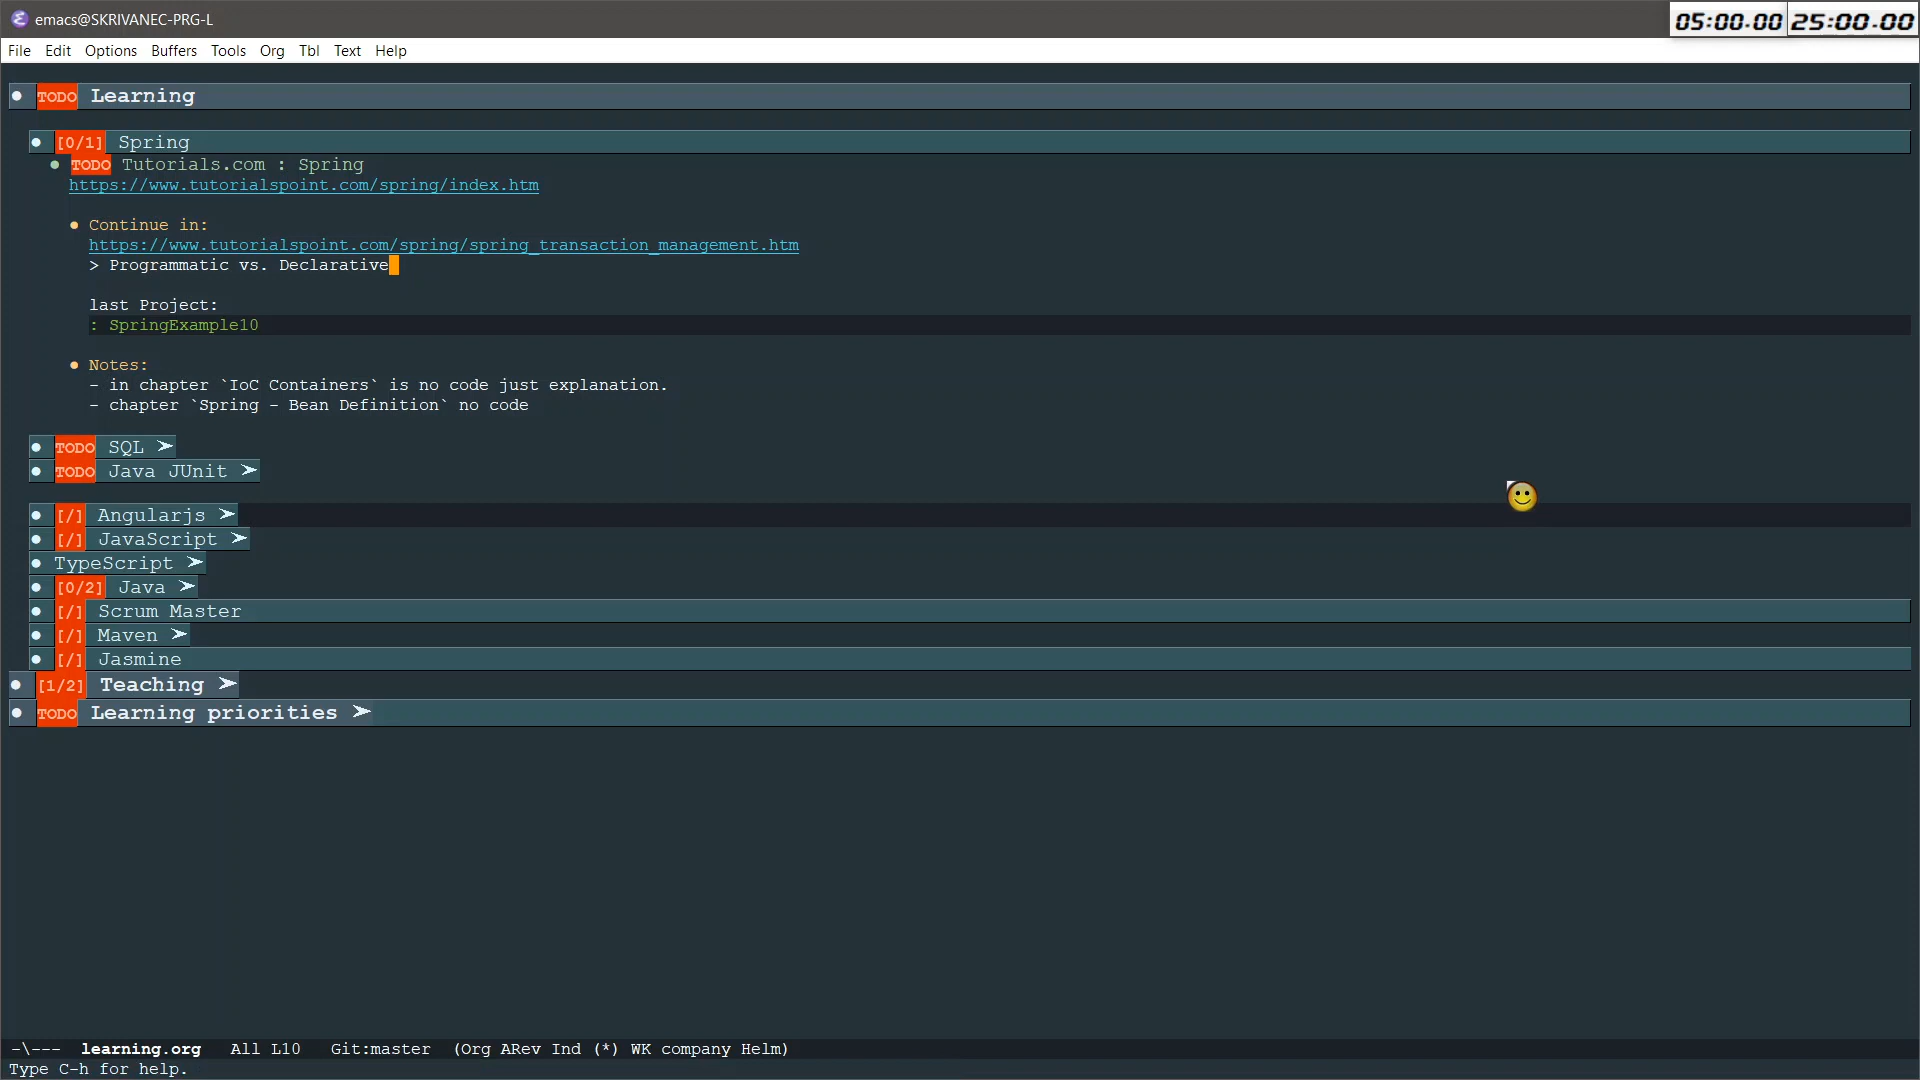 emacs@SKRIVANEC-PRG-L
05:00.00 25:00.00
File Edit Options Buffers Tools Org Tbl Text Help
● TODO Learning
● [0/1] Spring
● TODO Tutorials.com : Spring
https://www.tutorialspoint.com/spring/index.htm
● Continue in:
https://www.tutorialspoint.com/spring/spring_transaction_management.htm
> Programmatic vs. Declarative
last Project:
: SpringExample10
● Notes:
- in chapter `IoC Containers` is no code just explanation.
- chapter `Spring - Bean Definition` no code
● TODO SQL ➤
● TODO Java JUnit ➤
● [/] Angularjs ➤
● [/] JavaScript ➤
● TypeScript ➤
● [0/2] Java ➤
● [/] Scrum Master
● [/] Maven ➤
● [/] Jasmine
● [1/2] Teaching ➤
● TODO Learning priorities ➤
-\--- learning.org All L10 Git:master (Org ARev Ind (*) WK company Helm)
Type C-h for help.